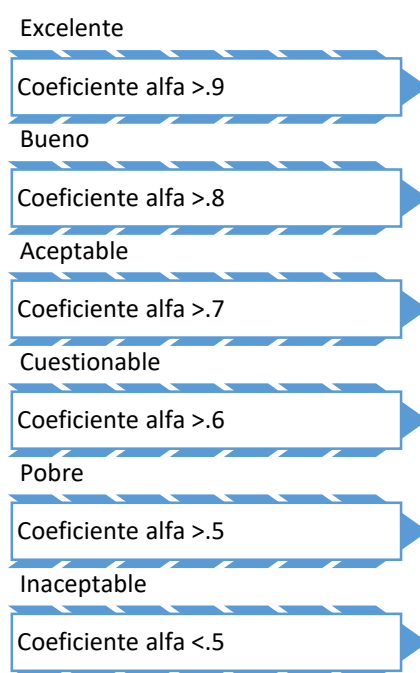 Excelente
Coeficiente alfa >.9
Bueno
Coeficiente alfa >.8
Aceptable
Coeficiente alfa >.7
Cuestionable
Coeficiente alfa >.6
Pobre
Coeficiente alfa >.5
Inaceptable
Coeficiente alfa <.5